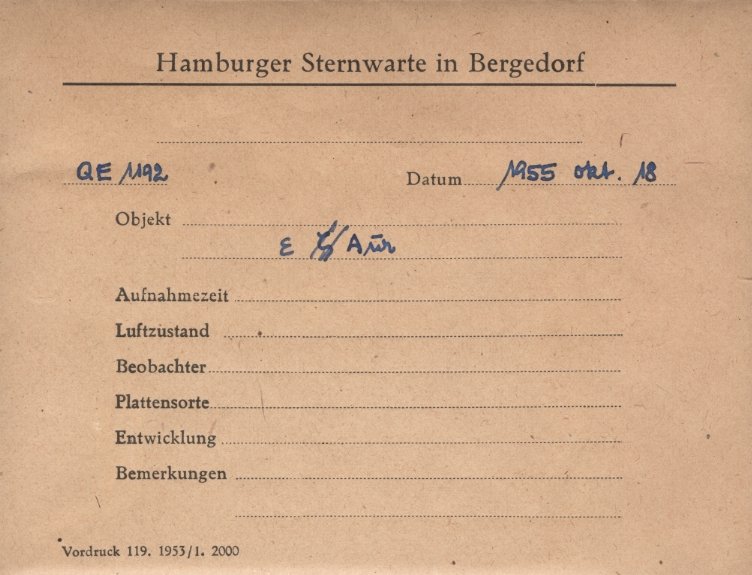 Hamburger Sternwarte in Bergedorf
QE 1192 Datum 1955 okt. 18
Objekt
ε Aur
Aufnahmezeit
Luftzustand
Beobachter
Plattensorte
Entwicklung
Bemerkungen
Vordruck 119. 1953/1. 2000